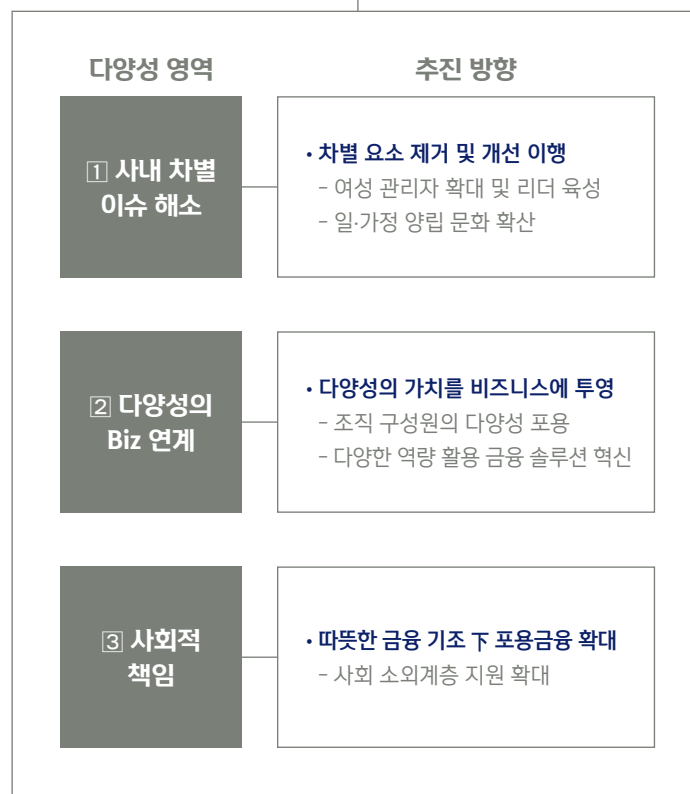 다양성 영역
추진 방향
1 사내 차별
이슈 해소
• 차별 요소 제거 및 개선 이행
- 여성 관리자 확대 및 리더 육성
- 일·가정 양립 문화 확산
2 다양성의
Biz 연계
• 다양성의 가치를 비즈니스에 투영
- 조직 구성원의 다양성 포용
- 다양한 역량 활용 금융 솔루션 혁신
3 사회적
책임
• 따뜻한 금융 기조 下 포용금융 확대
- 사회 소외계층 지원 확대